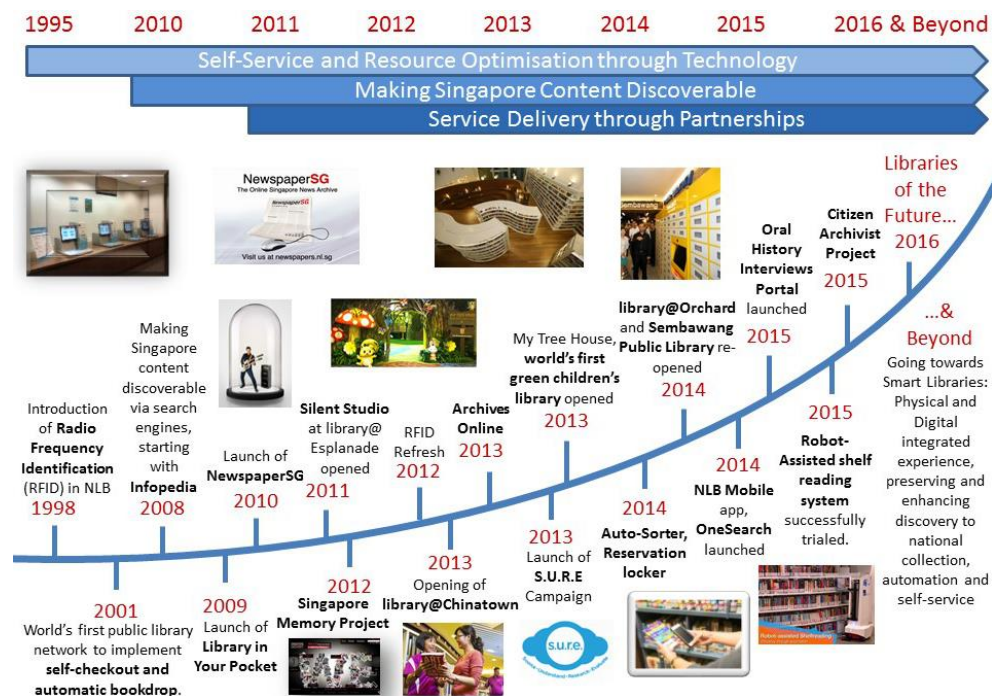 1995 2010 2011 2012 2013 2014 2015 2016 & Beyond
Self-Service and Resource Optimisation through Technology
Making Singapore Content Discoverable
Service Delivery through Partnerships
NewspaperSG
The Online Singapore News Archive
NewspaperSG
Visit us at newspapers.nl.sg
Sembawang
Introduction
of Radio
Frequency
Identification
(RFID) in NLB
1998
World's first public library
network to implement
self-checkout and
automatic bookdrop.
2001
Making
Singapore
content
discoverable
via search
engines,
starting
with
Infopedia
2008
2009
Launch of
Library in
Your Pocket
Launch of
NewspaperSG
2010
Silent Studio
at library@
Esplanade
opened
2011
2012
Singapore
Memory Project
RFID
Refresh
2012
2013
Opening of
library@Chinatown
Archives
Online
2013
2013
Launch of
S.U.R.E
Campaign
s.u.r.e.
Source·Understand·Research·Evaluate
My Tree House,
world's first
green children's
library opened
2013
2014
Auto-Sorter,
Reservation
locker
library@Orchard
and Sembawang
Public Library re-
opened
2014
2014
NLB Mobile
app,
OneSearch
launched
Oral
History
Interviews
Portal
launched
2015
2015
Robot-
Assisted shelf
reading
system
successfully
trialed.
Robot-assisted Shelfreading
Citizen
Archivist
Project
2015
Libraries
of the
Future...
2016
...&
Beyond
Going towards
Smart Libraries:
Physical and
Digital
integrated
experience,
preserving and
enhancing
discovery to
national
collection,
automation and
self-service